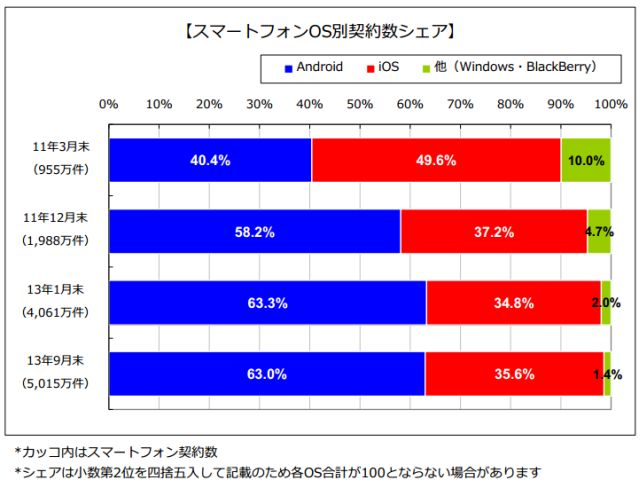 【スマートフォンOS別契約数シェア】
Android iOS 他（Windows・BlackBerry）
0% 10% 20% 30% 40% 50% 60% 70% 80% 90% 100%
11年3月末
（955万件）
40.4% 49.6% 10.0%
11年12月末
（1,988万件）
58.2% 37.2% 4.7%
13年1月末
（4,061万件）
63.3% 34.8% 2.0%
13年9月末
（5,015万件）
63.0% 35.6% 1.4%
*カッコ内はスマートフォン契約数
*シェアは小数第2位を四捨五入して記載のため各OS合計が100とならない場合があります